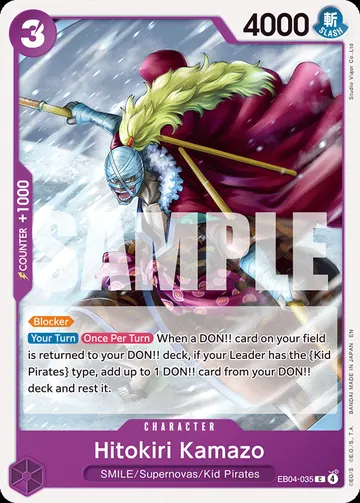 3
4000
斬
SLASH
COUNTER +1000
SAMPLE
Blocker
Your Turn Once Per Turn When a DON!! card on your field
is returned to your DON!! deck, if your Leader has the {Kid
Pirates} type, add up to 1 DON!! card from your DON!!
deck and rest it.
CHARACTER
Hitokiri Kamazo
SMILE/Supernovas/Kid Pirates
EB04-035 C 4
Studio Vigor Co.,Ltd
BANDAI MADE IN JAPAN EN
©E.O./S., T.A.